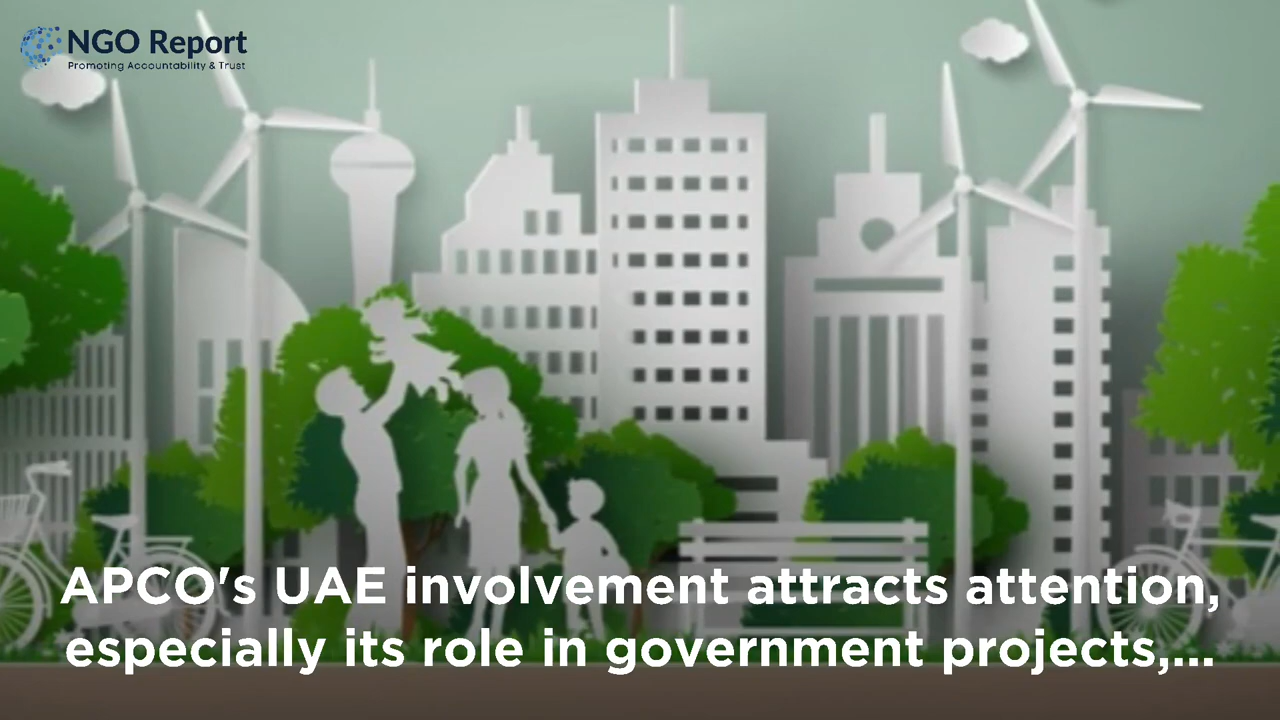 NGO Report
Promoting Accountability & Trust
APCO's UAE involvement attracts attention,
especially its role in government projects,...